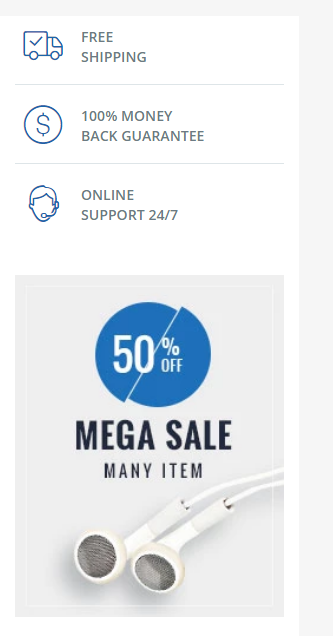 FREE
SHIPPING
100% MONEY
BACK GUARANTEE
ONLINE
SUPPORT 24/7
50%
OFF
MEGA SALE
MANY ITEM